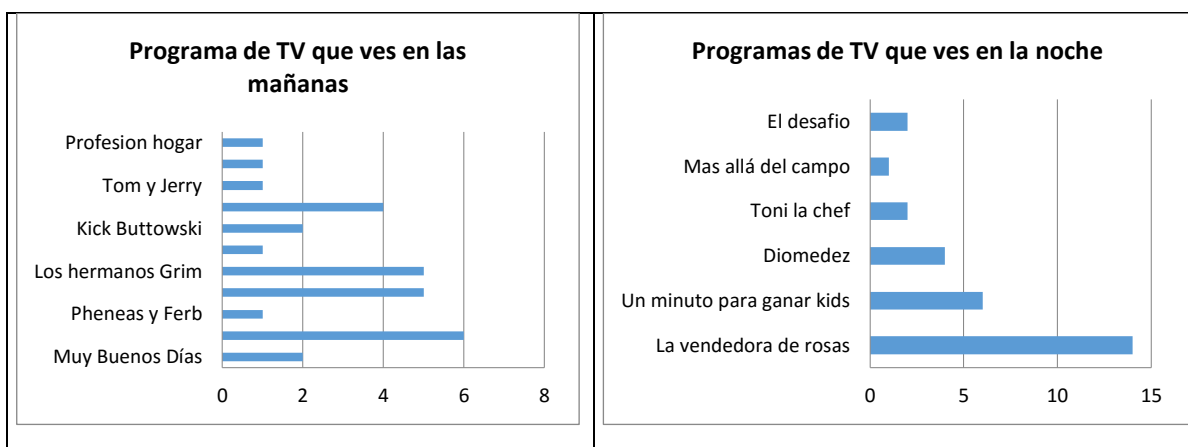 Programa de TV que ves en las
mañanas
Profesion hogar
Tom y Jerry
Kick Buttowski
Los hermanos Grim
Pheneas y Ferb
Muy Buenos Días
0 2 4 6 8
Programas de TV que ves en la noche
El desafio
Mas allá del campo
Toni la chef
Diomedez
Un minuto para ganar kids
La vendedora de rosas
0 5 10 15